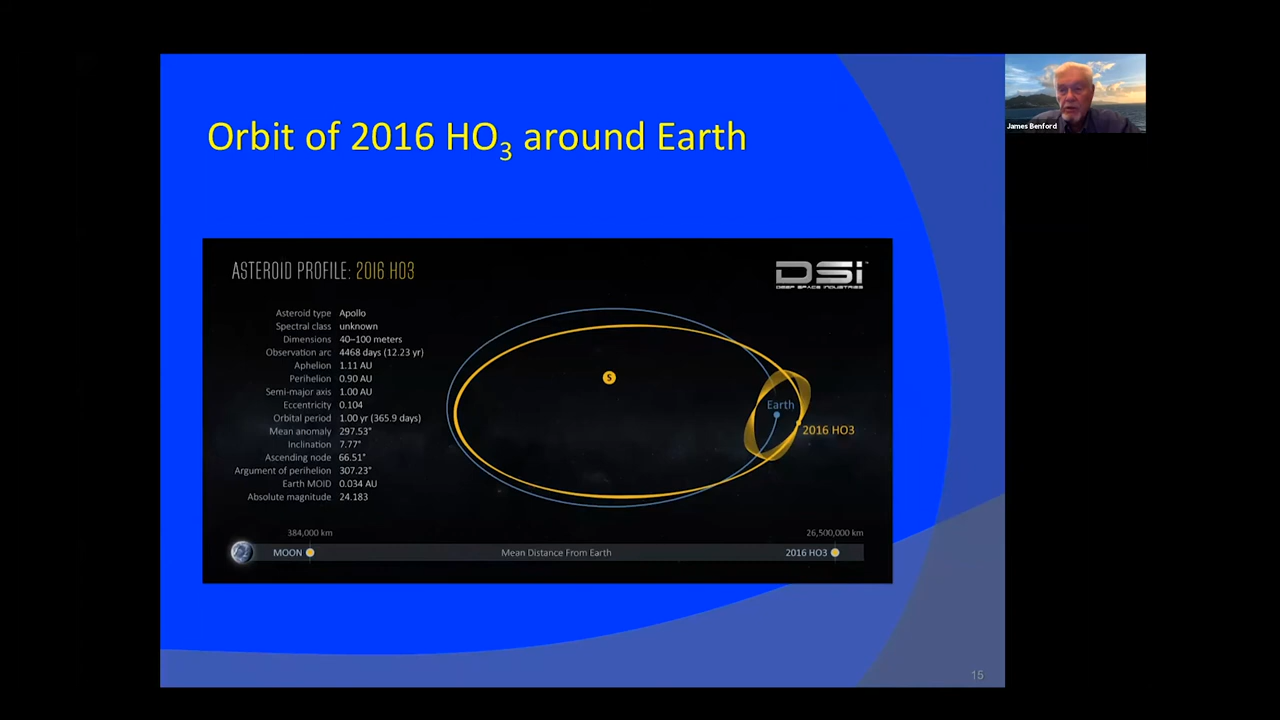 James Benford
Orbit of 2016 HO3 around Earth
ASTEROID PROFILE: 2016 HO3
DSi
DEEP SPACE INDUSTRIES
Asteroid type Apollo
Spectral class unknown
Dimensions 40–100 meters
Observation arc 4468 days (12.23 yr)
Aphelion 1.11 AU
Perihelion 0.90 AU
Semi-major axis 1.00 AU
Eccentricity 0.104
Orbital period 1.00 yr (365.9 days)
Mean anomaly 297.53°
Inclination 7.77°
Ascending node 66.51°
Argument of perihelion 307.23°
Earth MOID 0.034 AU
Absolute magnitude 24.183
S
Earth
2016 HO3
384,000 km
26,500,000 km
MOON
Mean Distance From Earth
2016 HO3
15